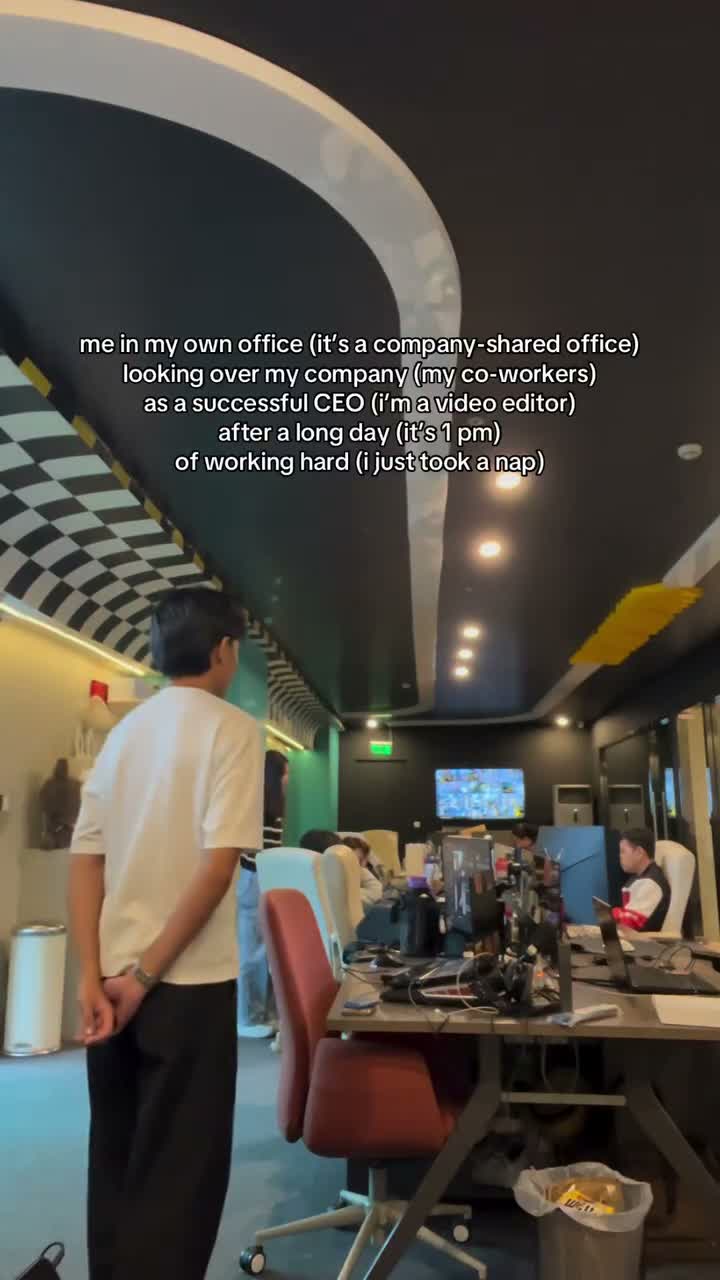 me in my own office (it's a company-shared office)
looking over my company (my co-workers)
as a successful CEO (i'm a video editor)
after a long day (it's 1 pm)
of working hard (i just took a nap)